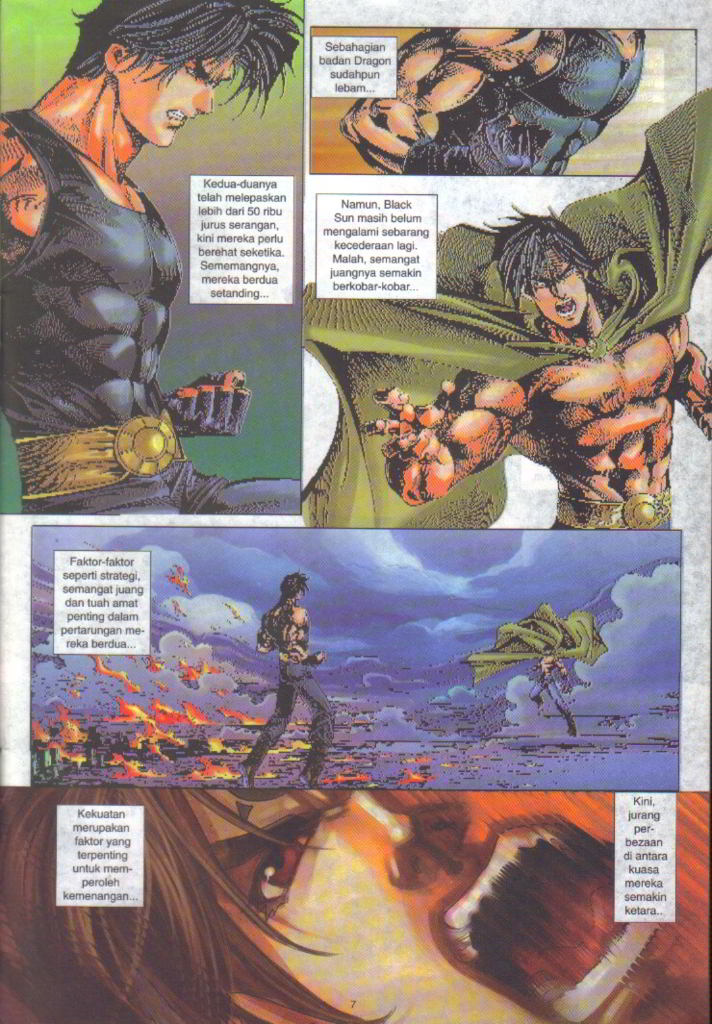 Kedua-duanya
telah melepaskan
lebih dari 50 ribu
jurus serangan,
kini mereka perlu
berehat seketika.
Sememangnya,
mereka berdua
setanding...
Sebahagian
badan Dragon
sudahpun
lebam...
Namun, Black
Sun masih belum
mengalami sebarang
kecederaan lagi.
Malah, semangat
juangnya semakin
berkobar-kobar...
Faktor-faktor
seperti strategi,
semangat juang
dan tuah amat
penting dalam
pertarungan me-
reka berdua...
Kekuatan
merupakan
faktor yang
terpenting
untuk mem-
peroleh
kemenangan...
Kini,
jurang
per-
bezaan
di antara
kuasa
mereka
semakin
ketara..
7